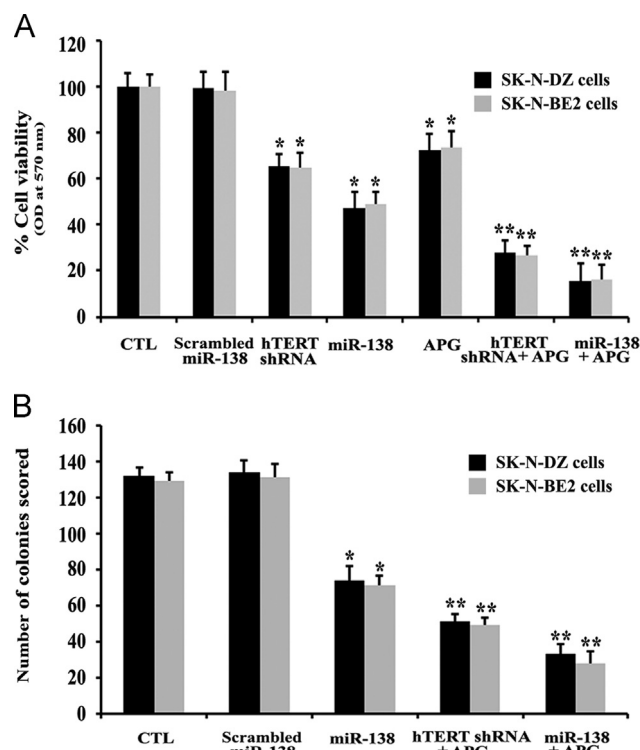 A
% Cell viability
(OD at 570 nm)
120
100
80
60
40
20
0
SK-N-DZ cells
SK-N-BE2 cells
* *
* *
* *
** **
** **
CTL
Scrambled
miR-138
hTERT
shRNA
miR-138
APG
hTERT
shRNA+ APG
miR-138
+ APG
B
Number of colonies scored
160
140
120
100
80
60
40
20
0
SK-N-DZ cells
SK-N-BE2 cells
* *
** **
** **
CTL
Scrambled
miR-138
miR-138
hTERT shRNA
+ APG
miR-138
+ APG